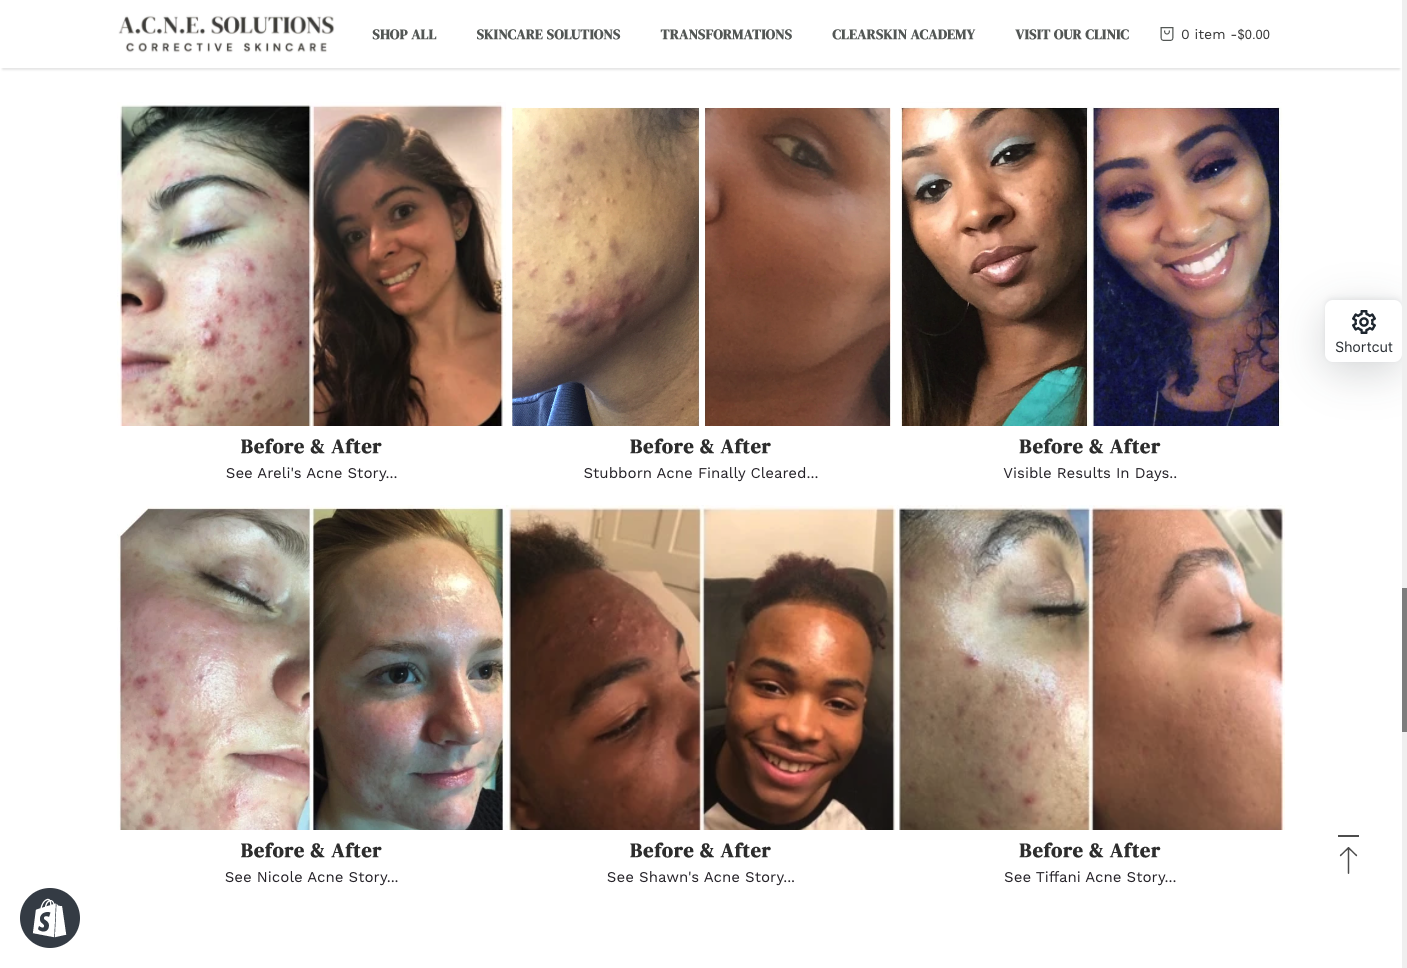 A.C.N.E. SOLUTIONS
CORRECTIVE SKINCARE
SHOP ALL
SKINCARE SOLUTIONS
TRANSFORMATIONS
CLEARSKIN ACADEMY
VISIT OUR CLINIC
0 item -$0.00
Before & After
See Areli's Acne Story...
Before & After
Stubborn Acne Finally Cleared...
Before & After
Visible Results In Days..
Shortcut
Before & After
See Nicole Acne Story...
Before & After
See Shawn's Acne Story...
Before & After
See Tiffani Acne Story...